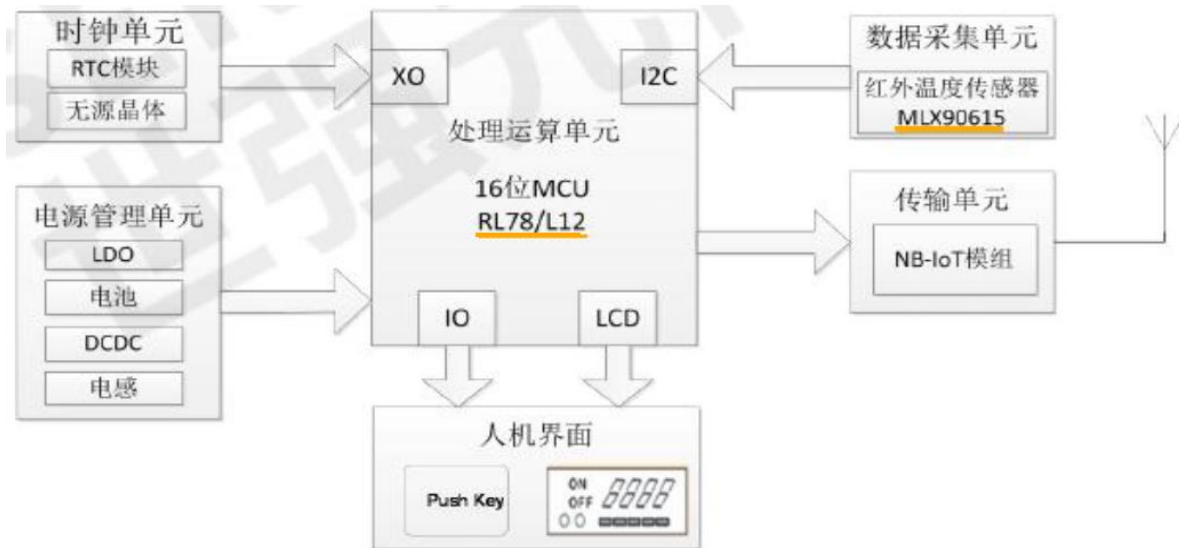 时钟单元
RTC模块
无源晶体
电源管理单元
LDO
电池
DCDC
电感
XO
I2C
处理运算单元
16位MCU
RL78/L12
IO
LCD
数据采集单元
红外温度传感器
MLX90615
传输单元
NB-IoT模组
人机界面
Push Key
ON
OFF
8888
世强